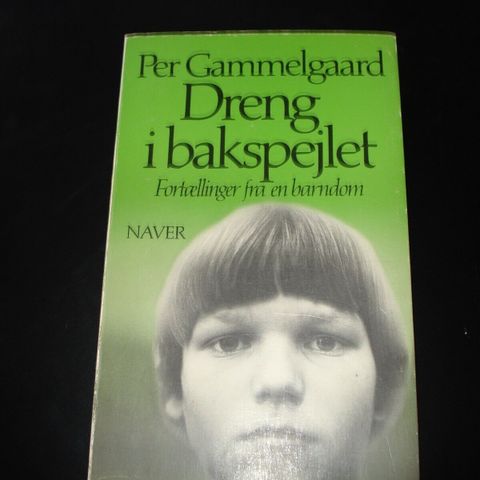 Per Gammelgaard
Dreng
i bakspejlet
Fortællinger fra en barndom
NAVER